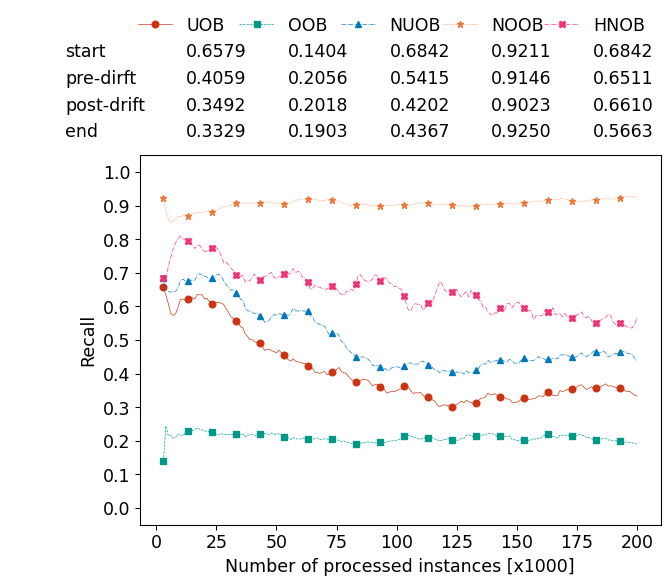 UOB OOB NUOB NOOB HNOB
start 0.6579 0.1404 0.6842 0.9211 0.6842
pre-dirft 0.4059 0.2056 0.5415 0.9146 0.6511
post-drift 0.3492 0.2018 0.4202 0.9023 0.6610
end 0.3329 0.1903 0.4367 0.9250 0.5663
1.0
0.9
0.8
0.7
0.6
0.5
0.4
0.3
0.2
0.1
0.0
Recall
0 25 50 75 100 125 150 175 200
Number of processed instances [x1000]